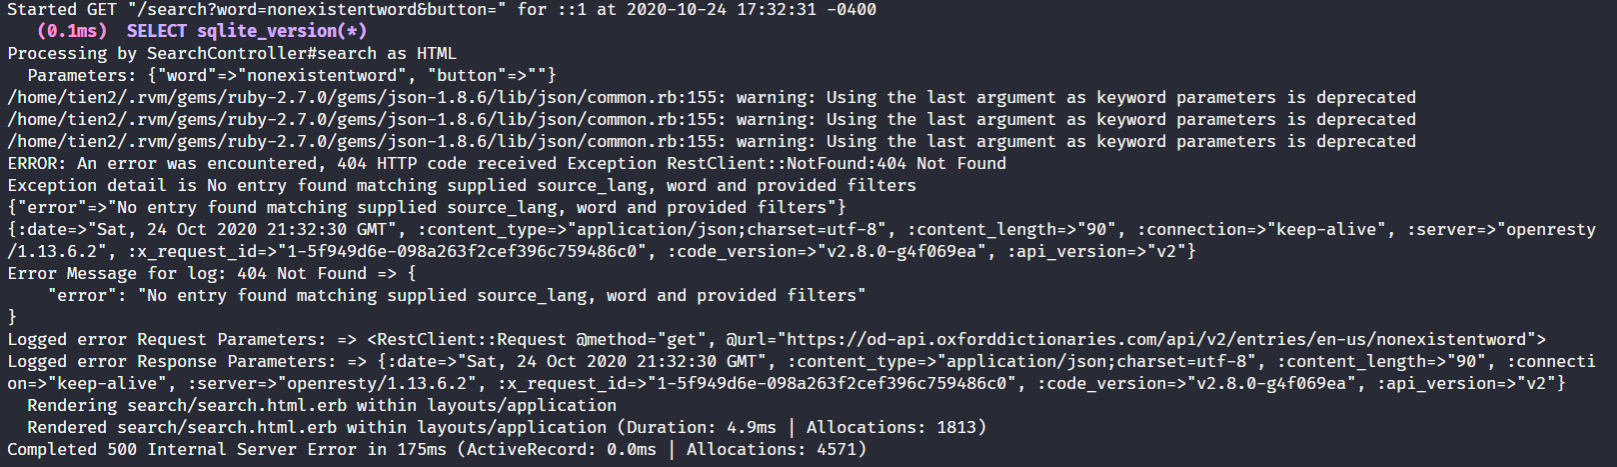 Started GET "/search?word=nonexistentword&button=" for ::1 at 2020-10-24 17:32:31 -0400
   (0.1ms)  SELECT sqlite_version(*)
Processing by SearchController#search as HTML
  Parameters: {"word"=>"nonexistentword", "button"=>""}
/home/tien2/.rvm/gems/ruby-2.7.0/gems/json-1.8.6/lib/json/common.rb:155: warning: Using the last argument as keyword parameters is deprecated
/home/tien2/.rvm/gems/ruby-2.7.0/gems/json-1.8.6/lib/json/common.rb:155: warning: Using the last argument as keyword parameters is deprecated
/home/tien2/.rvm/gems/ruby-2.7.0/gems/json-1.8.6/lib/json/common.rb:155: warning: Using the last argument as keyword parameters is deprecated
ERROR: An error was encountered, 404 HTTP code received Exception RestClient::NotFound:404 Not Found
Exception detail is No entry found matching supplied source_lang, word and provided filters
{"error"=>"No entry found matching supplied source_lang, word and provided filters"}
{:date=>"Sat, 24 Oct 2020 21:32:30 GMT", :content_type=>"application/json;charset=utf-8", :content_length=>"90", :connection=>"keep-alive", :server=>"openresty
/1.13.6.2", :x_request_id=>"1-5f949d6e-098a263f2cef396c759486c0", :code_version=>"v2.8.0-g4f069ea", :api_version=>"v2"}
Error Message for log: 404 Not Found => {
    "error": "No entry found matching supplied source_lang, word and provided filters"
}
Logged error Request Parameters: => <RestClient::Request @method="get", @url="https://od-api.oxforddictionaries.com/api/v2/entries/en-us/nonexistentword">
Logged error Response Parameters: => {:date=>"Sat, 24 Oct 2020 21:32:30 GMT", :content_type=>"application/json;charset=utf-8", :content_length=>"90", :connecti
on=>"keep-alive", :server=>"openresty/1.13.6.2", :x_request_id=>"1-5f949d6e-098a263f2cef396c759486c0", :code_version=>"v2.8.0-g4f069ea", :api_version=>"v2"}
  Rendering search/search.html.erb within layouts/application
  Rendered search/search.html.erb within layouts/application (Duration: 4.9ms | Allocations: 1813)
Completed 500 Internal Server Error in 175ms (ActiveRecord: 0.0ms | Allocations: 4571)